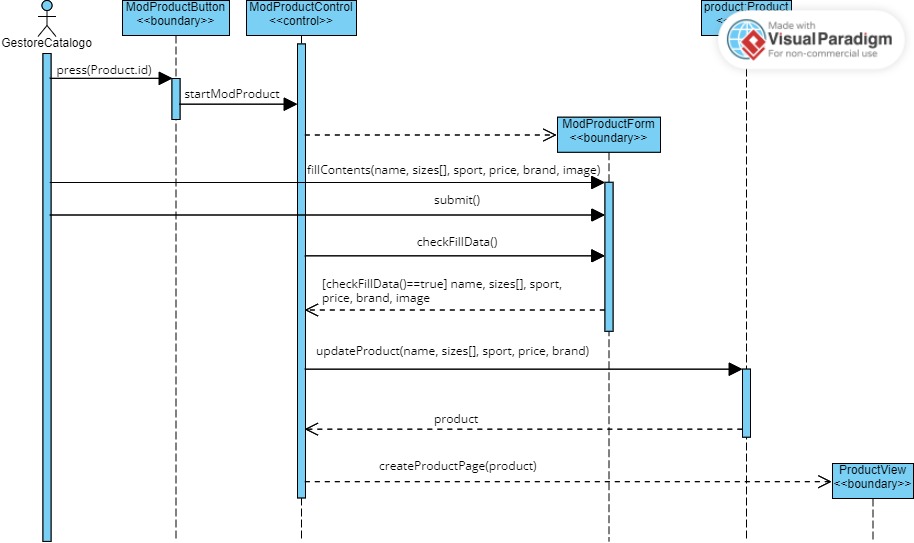 ModProductButton
<<boundary>>
ModProductControl
<<control>>
product:Product
Made with
VisualParadigm
For non-commercial use
GestoreCatalogo
press(Product.id)
startModProduct
ModProductForm
<<boundary>>
fillContents(name, sizes[], sport, price, brand, image)
submit()
checkFillData()
[checkFillData()==true] name, sizes[], sport,
price, brand, image
updateProduct(name, sizes[], sport, price, brand)
product
createProductPage(product)
ProductView
<<boundary>>